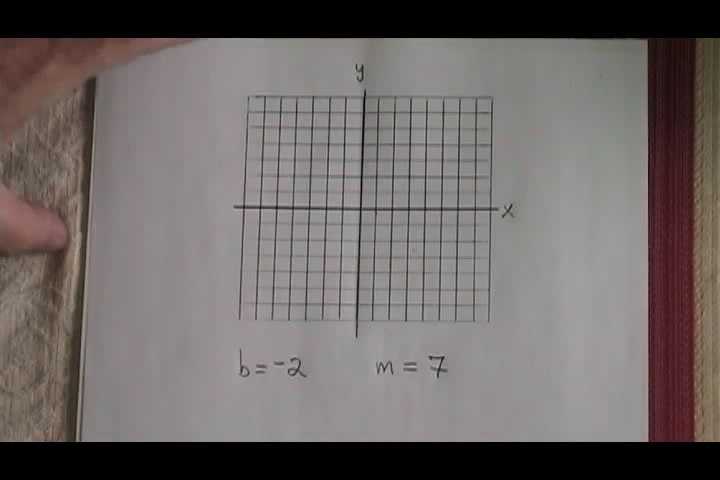 y
x
b = -2 m = 7